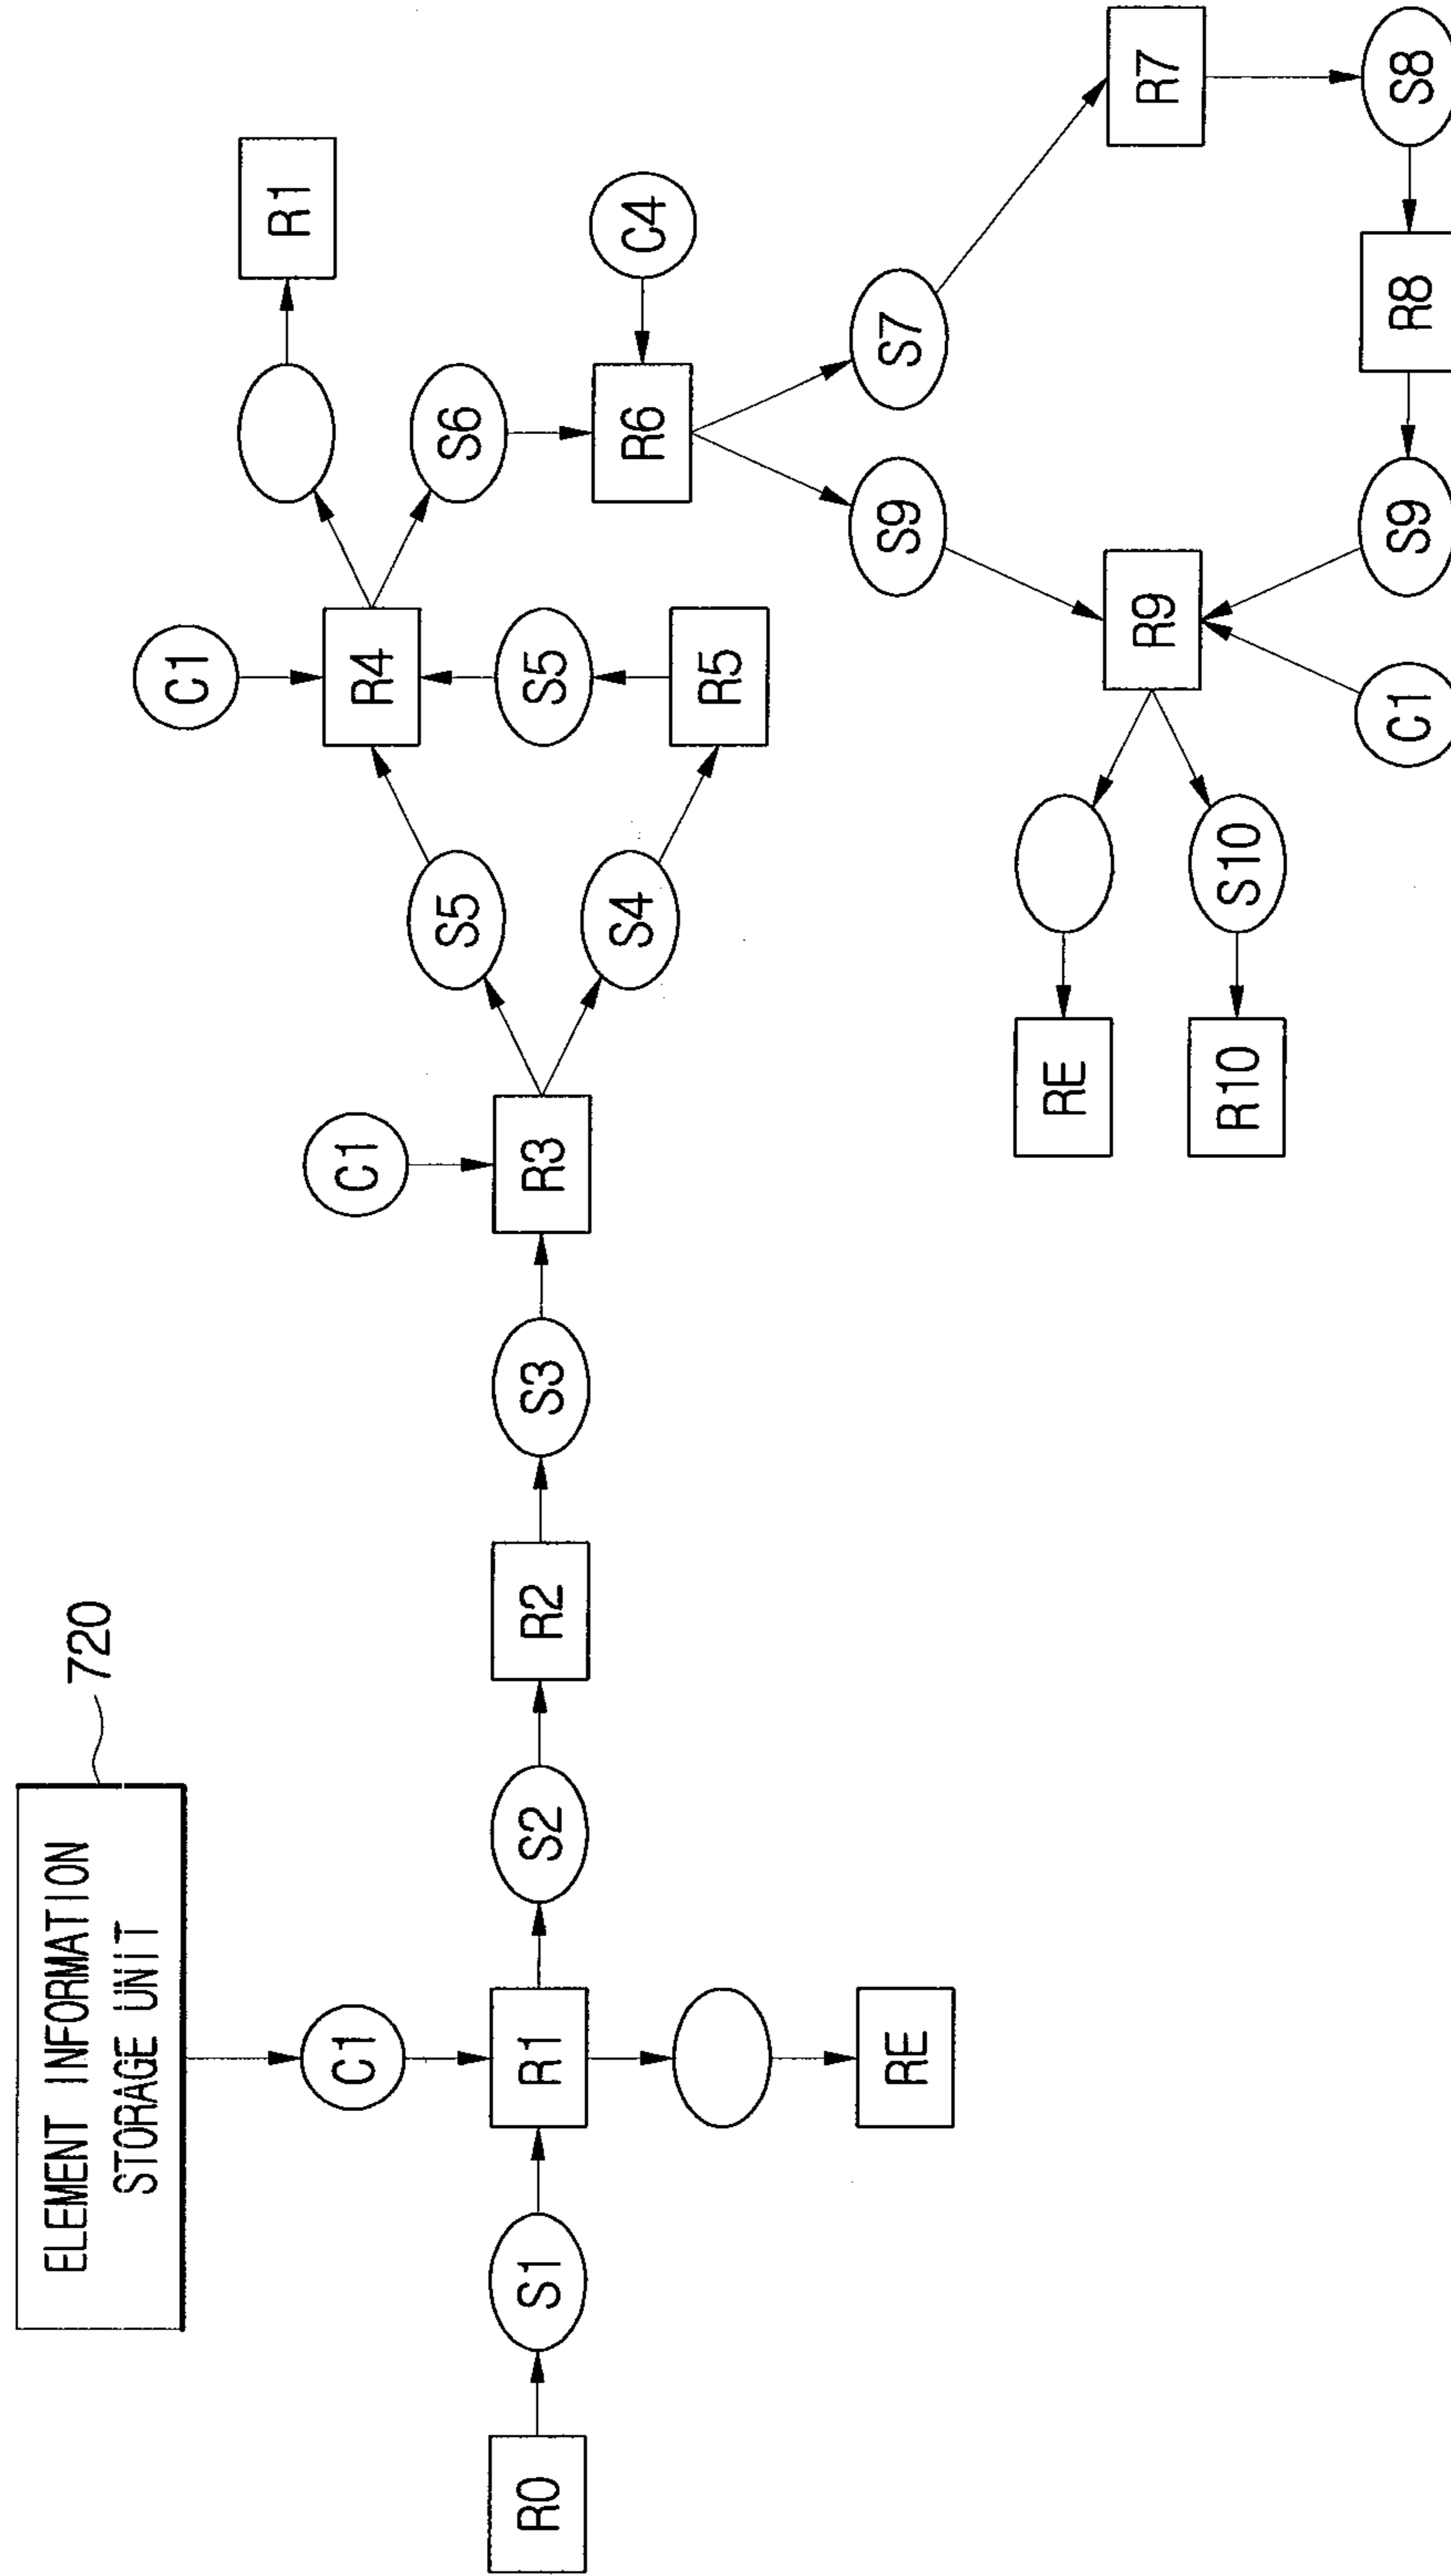 ELEMENT INFORMATION
STORAGE UNIT
720
C1
R0
S1
R1
S2
R2
S3
R3
C1
RE
S5
S4
C1
R4
S5
R5
R1
S6
R6
C4
S9
S7
RE
R10
S10
R9
R7
C1
S9
R8
S8